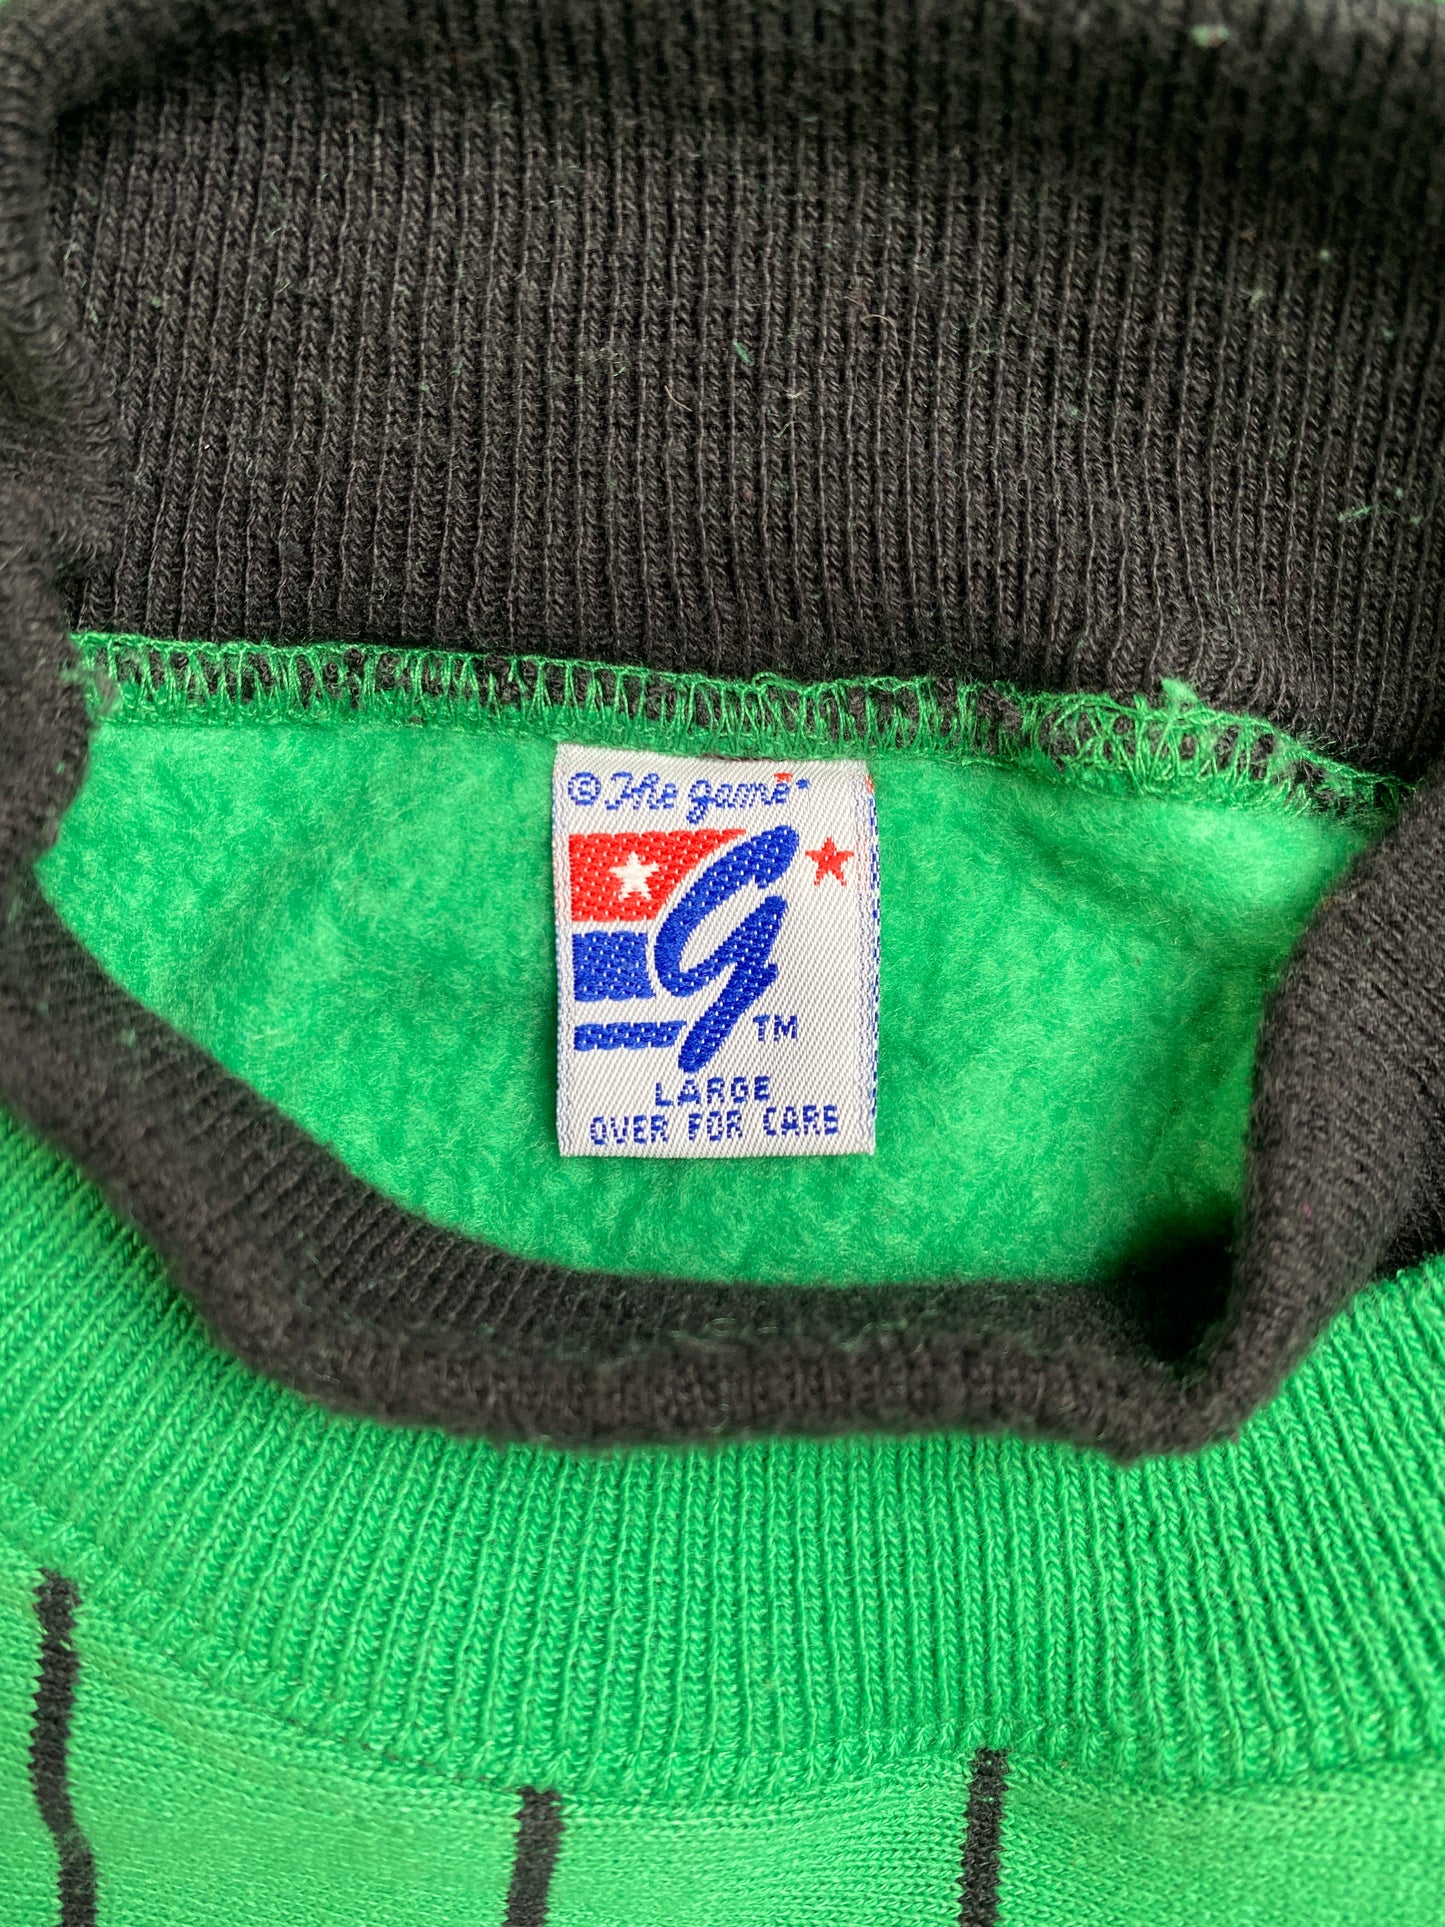 ® The game
g TM
LARGE
OVER FOR CARE